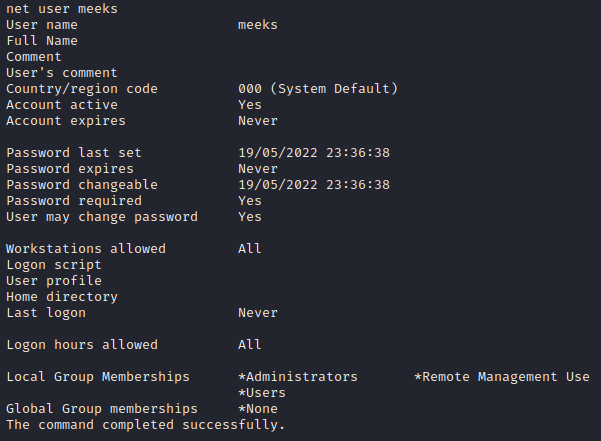 net user meeks
User name                    meeks
Full Name
Comment
User's comment
Country/region code          000 (System Default)
Account active               Yes
Account expires              Never

Password last set            19/05/2022 23:36:38
Password expires             Never
Password changeable          19/05/2022 23:36:38
Password required            Yes
User may change password     Yes

Workstations allowed         All
Logon script
User profile
Home directory
Last logon                   Never

Logon hours allowed          All

Local Group Memberships      *Administrators       *Remote Management Use
                             *Users
Global Group memberships     *None
The command completed successfully.